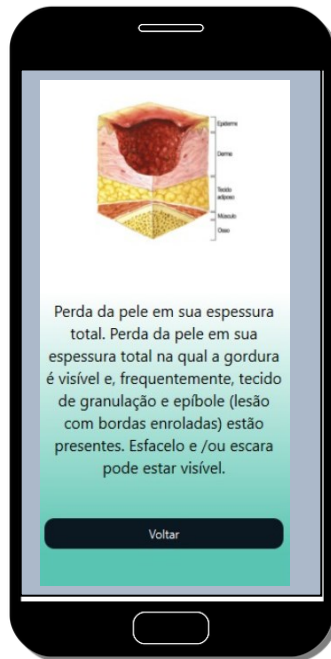 Epiderme
Derme
Tecido
adiposo
Músculo
Osso
Perda da pele em sua espessura
total. Perda da pele em sua
espessura total na qual a gordura
é visível e, frequentemente, tecido
de granulação e epíbole (lesão
com bordas enroladas) estão
presentes. Esfacelo e /ou escara
pode estar visível.
Voltar